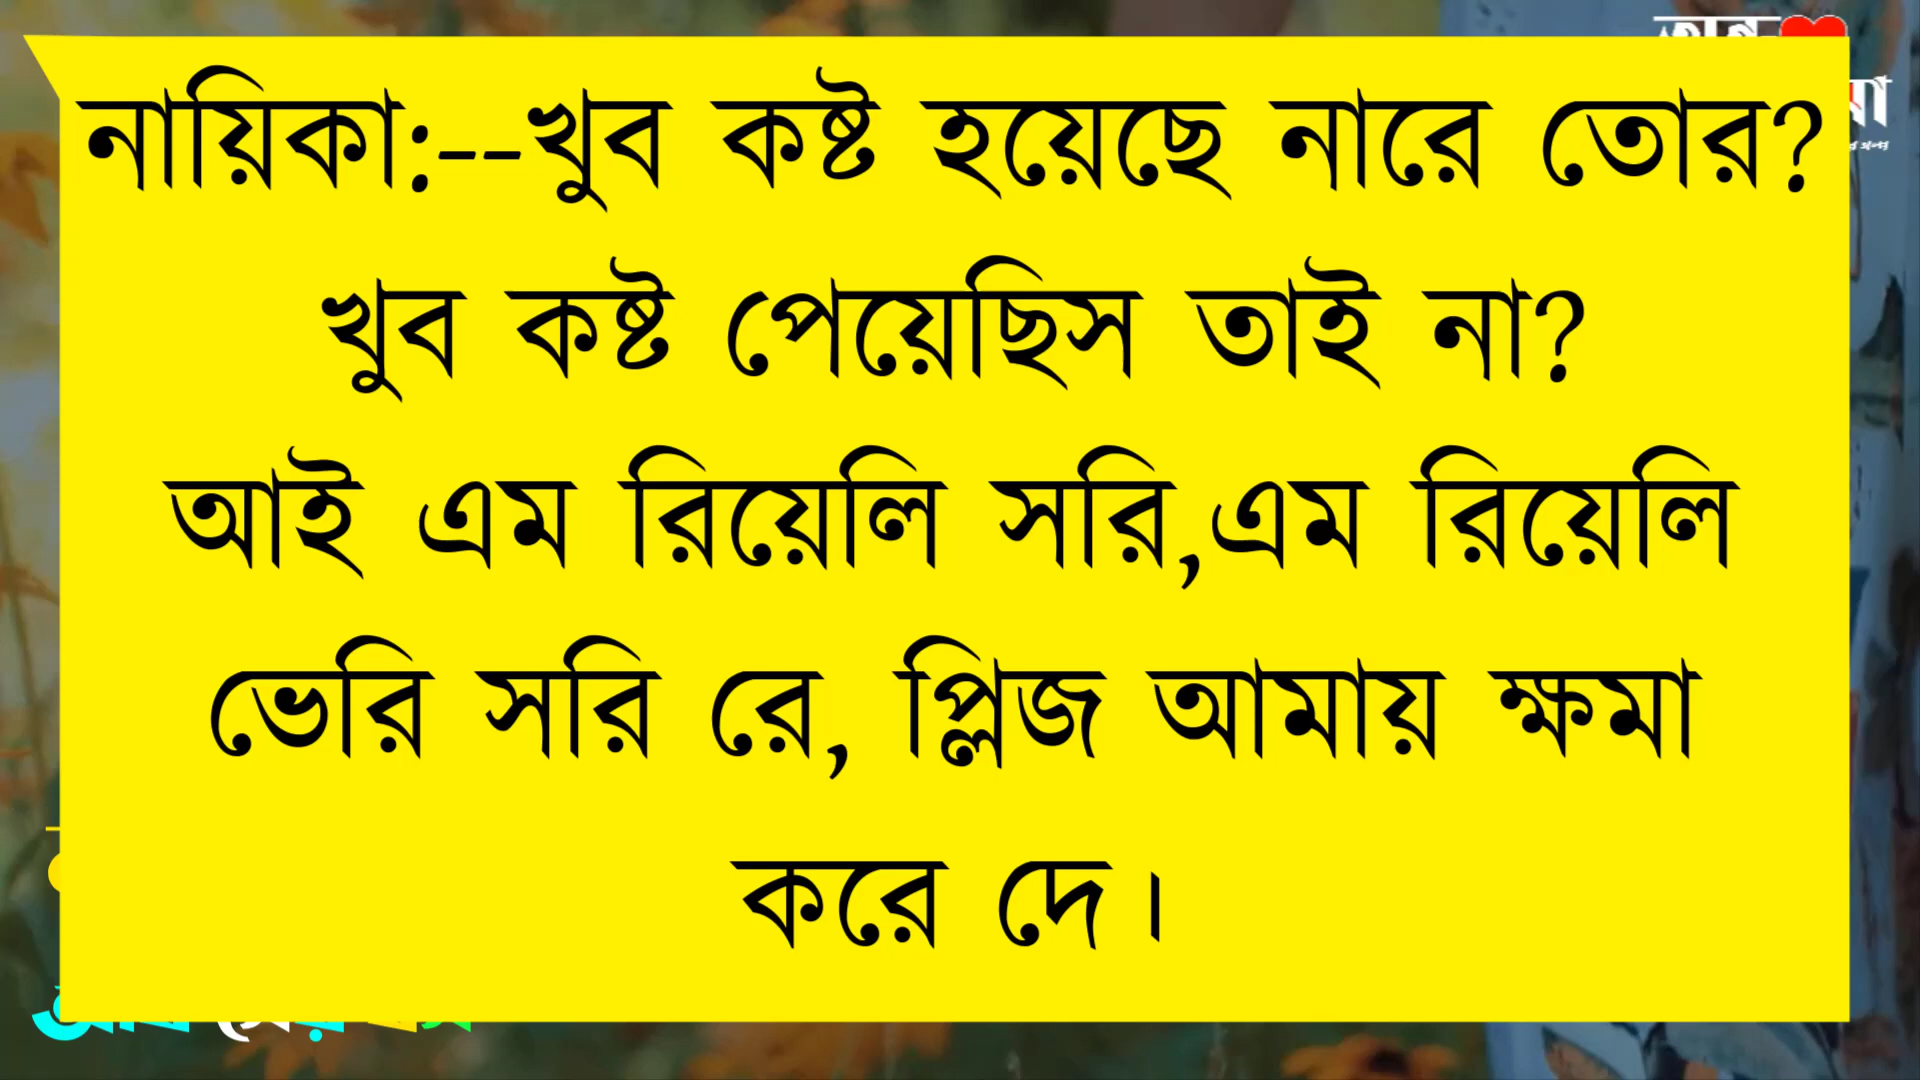 নায়িকা:--খুব কষ্ট হয়েছে নারে তোর?
খুব কষ্ট পেয়েছিস তাই না?
আই এম রিয়েলি সরি,এম রিয়েলি
ভেরি সরি রে, প্লিজ আমায় ক্ষমা
করে দে।